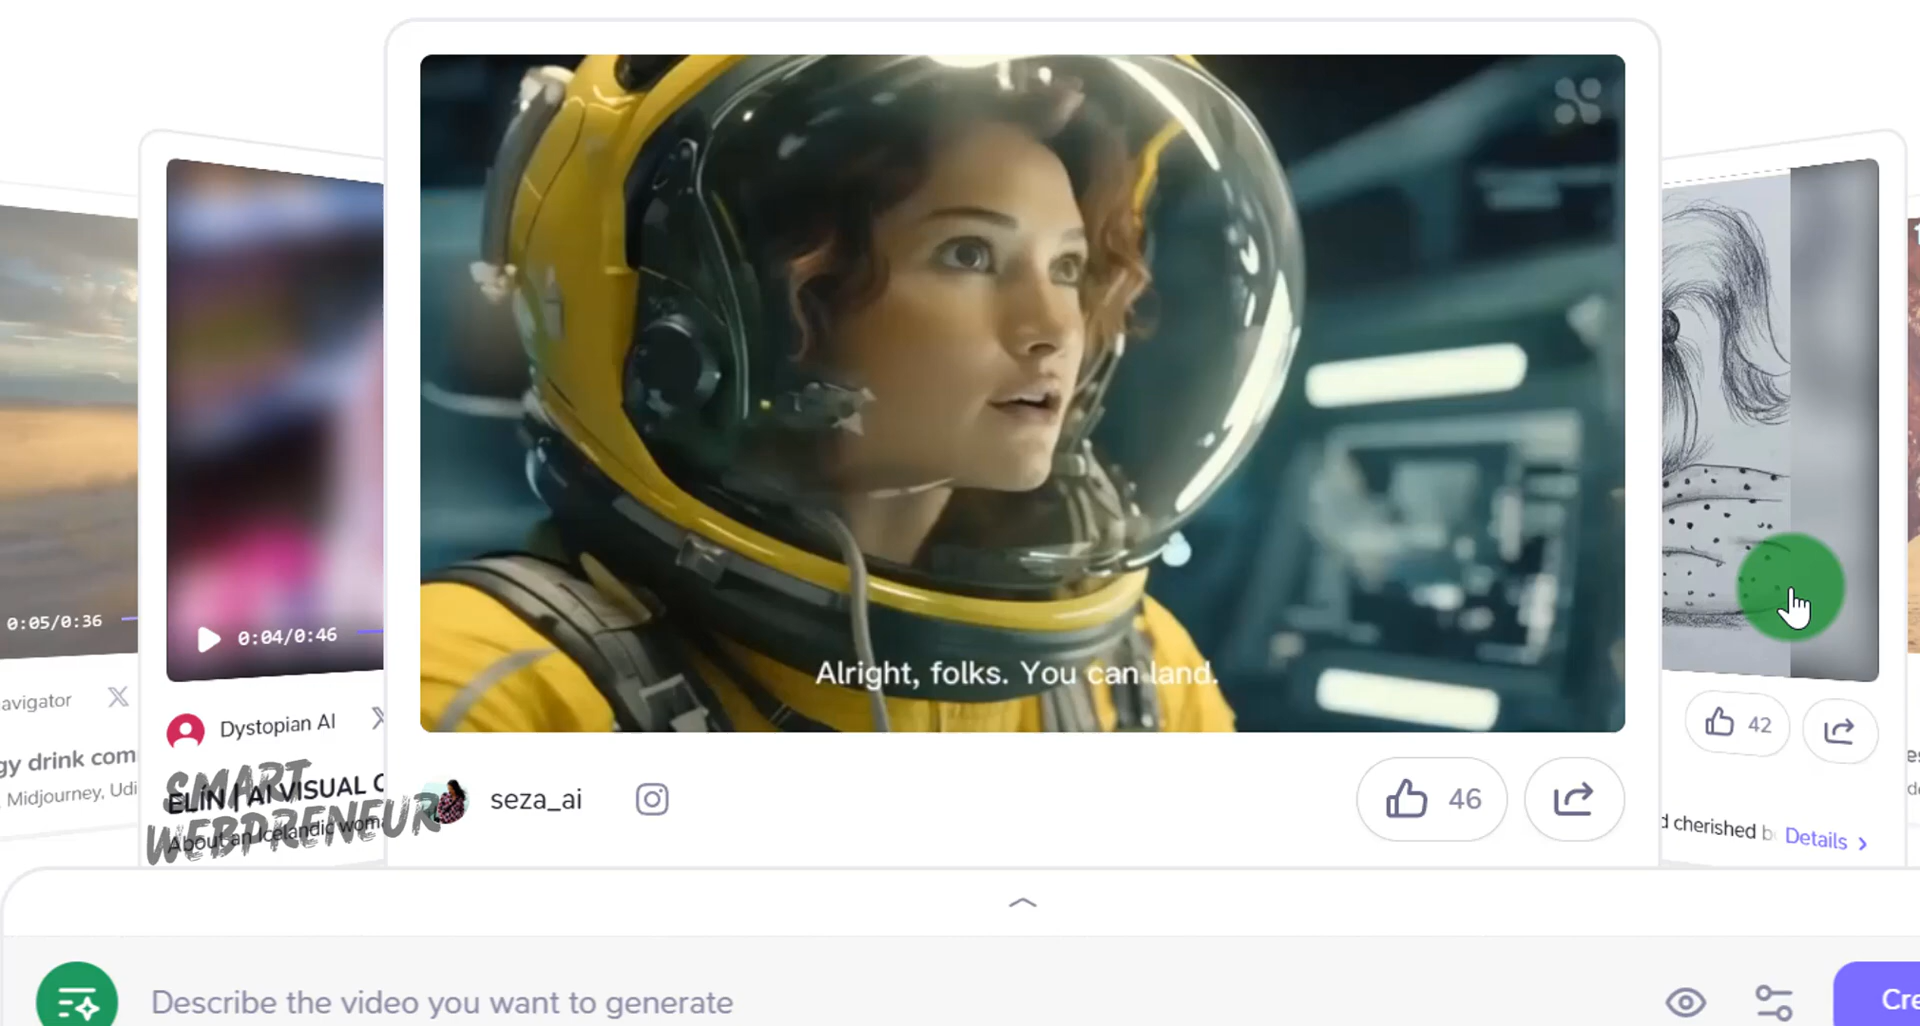 Alright, folks. You can land.
0:05/0:36
0:04/0:46
avigator
Dystopian AI
gy drink com
, Midjourney, Udi
ELÍN | AI VISUAL
About an Icelandic wom
SMART
WEBPRENEUR
seza_ai
46
42
d cherished b
Details
Describe the video you want to generate
Cre